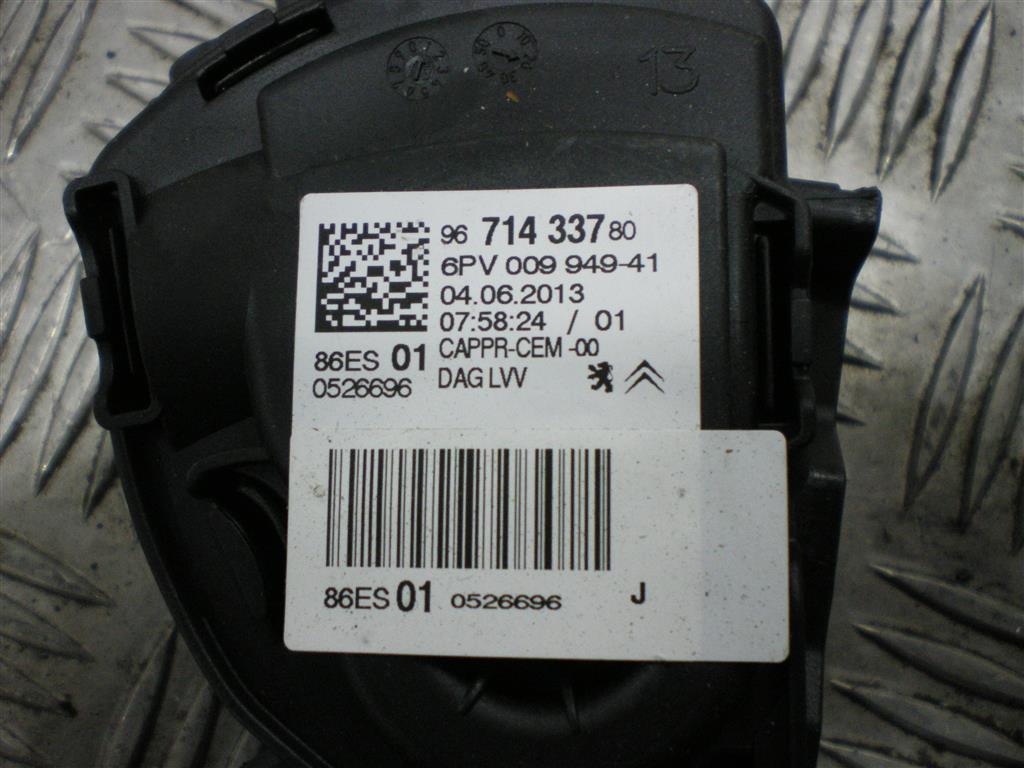 13
96 714 337 80
6PV 009 949-41
04.06.2013
07:58:24 / 01
86ES 01 CAPPR-CEM -00
0526696 DAG LVV
86ES 01 0526696 J